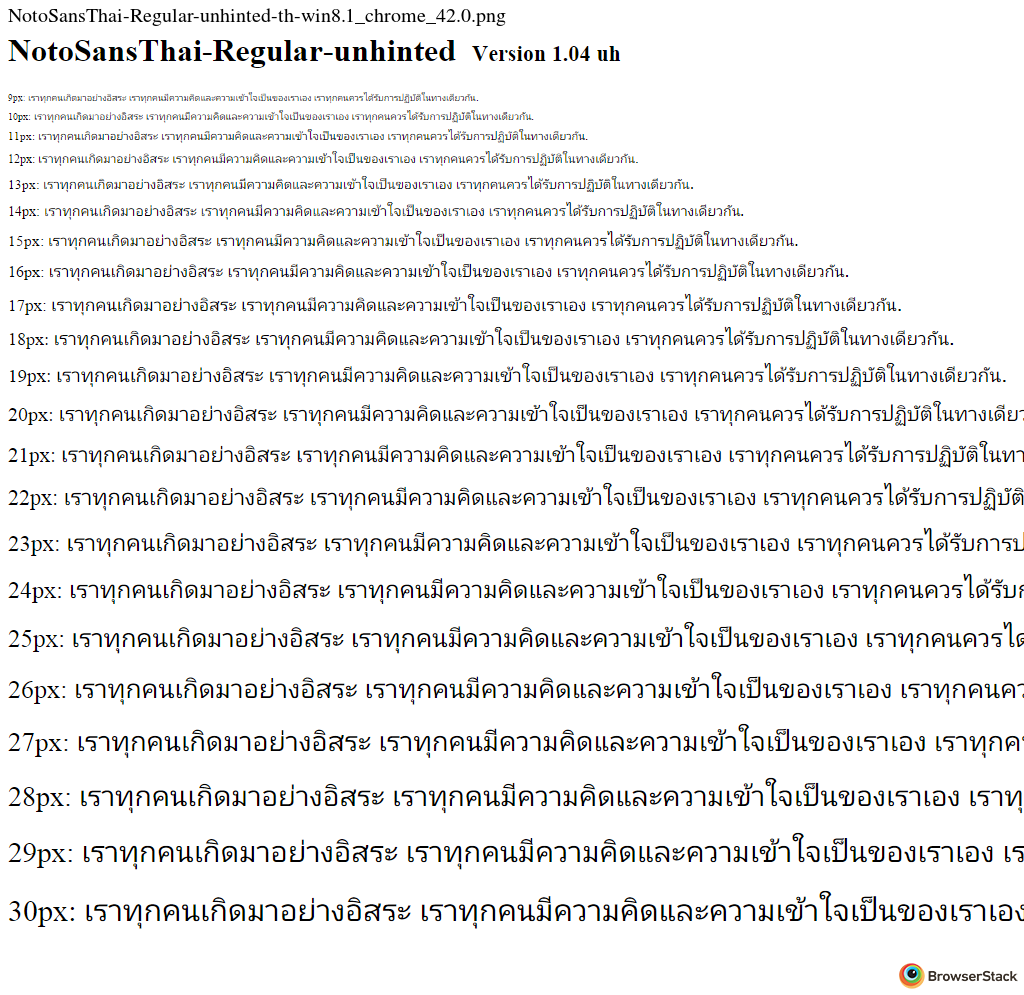 NotoSansThai-Regular-unhinted-th-win8.1_chrome_42.0.png
NotoSansThai-Regular-unhinted Version 1.04 uh
9px: เราทุกคนเกิดมาอย่างอิสระ เราทุกคนมีความคิดและความเข้าใจเป็นของเราเอง เราทุกคนควรได้รับการปฏิบัติในทางเดียวกัน.
10px: เราทุกคนเกิดมาอย่างอิสระ เราทุกคนมีความคิดและความเข้าใจเป็นของเราเอง เราทุกคนควรได้รับการปฏิบัติในทางเดียวกัน.
11px: เราทุกคนเกิดมาอย่างอิสระ เราทุกคนมีความคิดและความเข้าใจเป็นของเราเอง เราทุกคนควรได้รับการปฏิบัติในทางเดียวกัน.
12px: เราทุกคนเกิดมาอย่างอิสระ เราทุกคนมีความคิดและความเข้าใจเป็นของเราเอง เราทุกคนควรได้รับการปฏิบัติในทางเดียวกัน.
13px: เราทุกคนเกิดมาอย่างอิสระ เราทุกคนมีความคิดและความเข้าใจเป็นของเราเอง เราทุกคนควรได้รับการปฏิบัติในทางเดียวกัน.
14px: เราทุกคนเกิดมาอย่างอิสระ เราทุกคนมีความคิดและความเข้าใจเป็นของเราเอง เราทุกคนควรได้รับการปฏิบัติในทางเดียวกัน.
15px: เราทุกคนเกิดมาอย่างอิสระ เราทุกคนมีความคิดและความเข้าใจเป็นของเราเอง เราทุกคนควรได้รับการปฏิบัติในทางเดียวกัน.
16px: เราทุกคนเกิดมาอย่างอิสระ เราทุกคนมีความคิดและความเข้าใจเป็นของเราเอง เราทุกคนควรได้รับการปฏิบัติในทางเดียวกัน.
17px: เราทุกคนเกิดมาอย่างอิสระ เราทุกคนมีความคิดและความเข้าใจเป็นของเราเอง เราทุกคนควรได้รับการปฏิบัติในทางเดียวกัน.
18px: เราทุกคนเกิดมาอย่างอิสระ เราทุกคนมีความคิดและความเข้าใจเป็นของเราเอง เราทุกคนควรได้รับการปฏิบัติในทางเดียวกัน.
19px: เราทุกคนเกิดมาอย่างอิสระ เราทุกคนมีความคิดและความเข้าใจเป็นของเราเอง เราทุกคนควรได้รับการปฏิบัติในทางเดียวกัน.
20px: เราทุกคนเกิดมาอย่างอิสระ เราทุกคนมีความคิดและความเข้าใจเป็นของเราเอง เราทุกคนควรได้รับการปฏิบัติในทางเดียว
21px: เราทุกคนเกิดมาอย่างอิสระ เราทุกคนมีความคิดและความเข้าใจเป็นของเราเอง เราทุกคนควรได้รับการปฏิบัติในทา
22px: เราทุกคนเกิดมาอย่างอิสระ เราทุกคนมีความคิดและความเข้าใจเป็นของเราเอง เราทุกคนควรได้รับการปฏิบัติ
23px: เราทุกคนเกิดมาอย่างอิสระ เราทุกคนมีความคิดและความเข้าใจเป็นของเราเอง เราทุกคนควรได้รับการป
24px: เราทุกคนเกิดมาอย่างอิสระ เราทุกคนมีความคิดและความเข้าใจเป็นของเราเอง เราทุกคนควรได้รับก
25px: เราทุกคนเกิดมาอย่างอิสระ เราทุกคนมีความคิดและความเข้าใจเป็นของเราเอง เราทุกคนควรได้
26px: เราทุกคนเกิดมาอย่างอิสระ เราทุกคนมีความคิดและความเข้าใจเป็นของเราเอง เราทุกคนคว
27px: เราทุกคนเกิดมาอย่างอิสระ เราทุกคนมีความคิดและความเข้าใจเป็นของเราเอง เราทุกค
28px: เราทุกคนเกิดมาอย่างอิสระ เราทุกคนมีความคิดและความเข้าใจเป็นของเราเอง เราทุ
29px: เราทุกคนเกิดมาอย่างอิสระ เราทุกคนมีความคิดและความเข้าใจเป็นของเราเอง เร
30px: เราทุกคนเกิดมาอย่างอิสระ เราทุกคนมีความคิดและความเข้าใจเป็นของเราเอง
BrowserStack